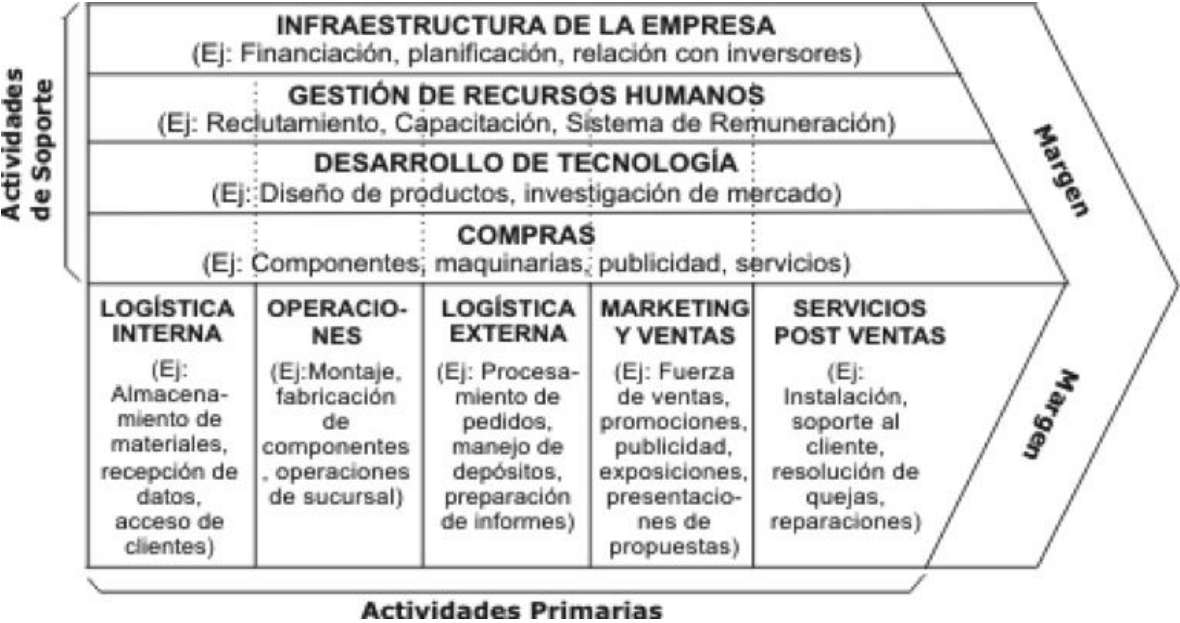 Actividades
de Soporte
INFRAESTRUCTURA DE LA EMPRESA
(Ej: Financiación, planificación, relación con inversores)
GESTIÓN DE RECURSOS HUMANOS
(Ej: Reclutamiento, Capacitación, Sistema de Remuneración)
DESARROLLO DE TECNOLOGÍA
(Ej: Diseño de productos, investigación de mercado)
COMPRAS
(Ej: Componentes, maquinarias, publicidad, servicios)
LOGÍSTICA
INTERNA
(Ej:
Almacena-
miento de
materiales,
recepción de
datos,
acceso de
clientes)
OPERACIO-
NES
(Ej:Montaje,
fabricación
de
componentes
, operaciones
de sucursal)
LOGÍSTICA
EXTERNA
(Ej: Procesa-
miento de
pedidos,
manejo de
depósitos,
preparación
de informes)
MARKETING
Y VENTAS
(Ej: Fuerza
de ventas,
promociones,
publicidad,
exposiciones,
presentacio-
nes de
propuestas)
SERVICIOS
POST VENTAS
(Ej:
Instalación,
soporte al
cliente,
resolución de
quejas,
reparaciones)
Margen
Margen
Actividades Primarias